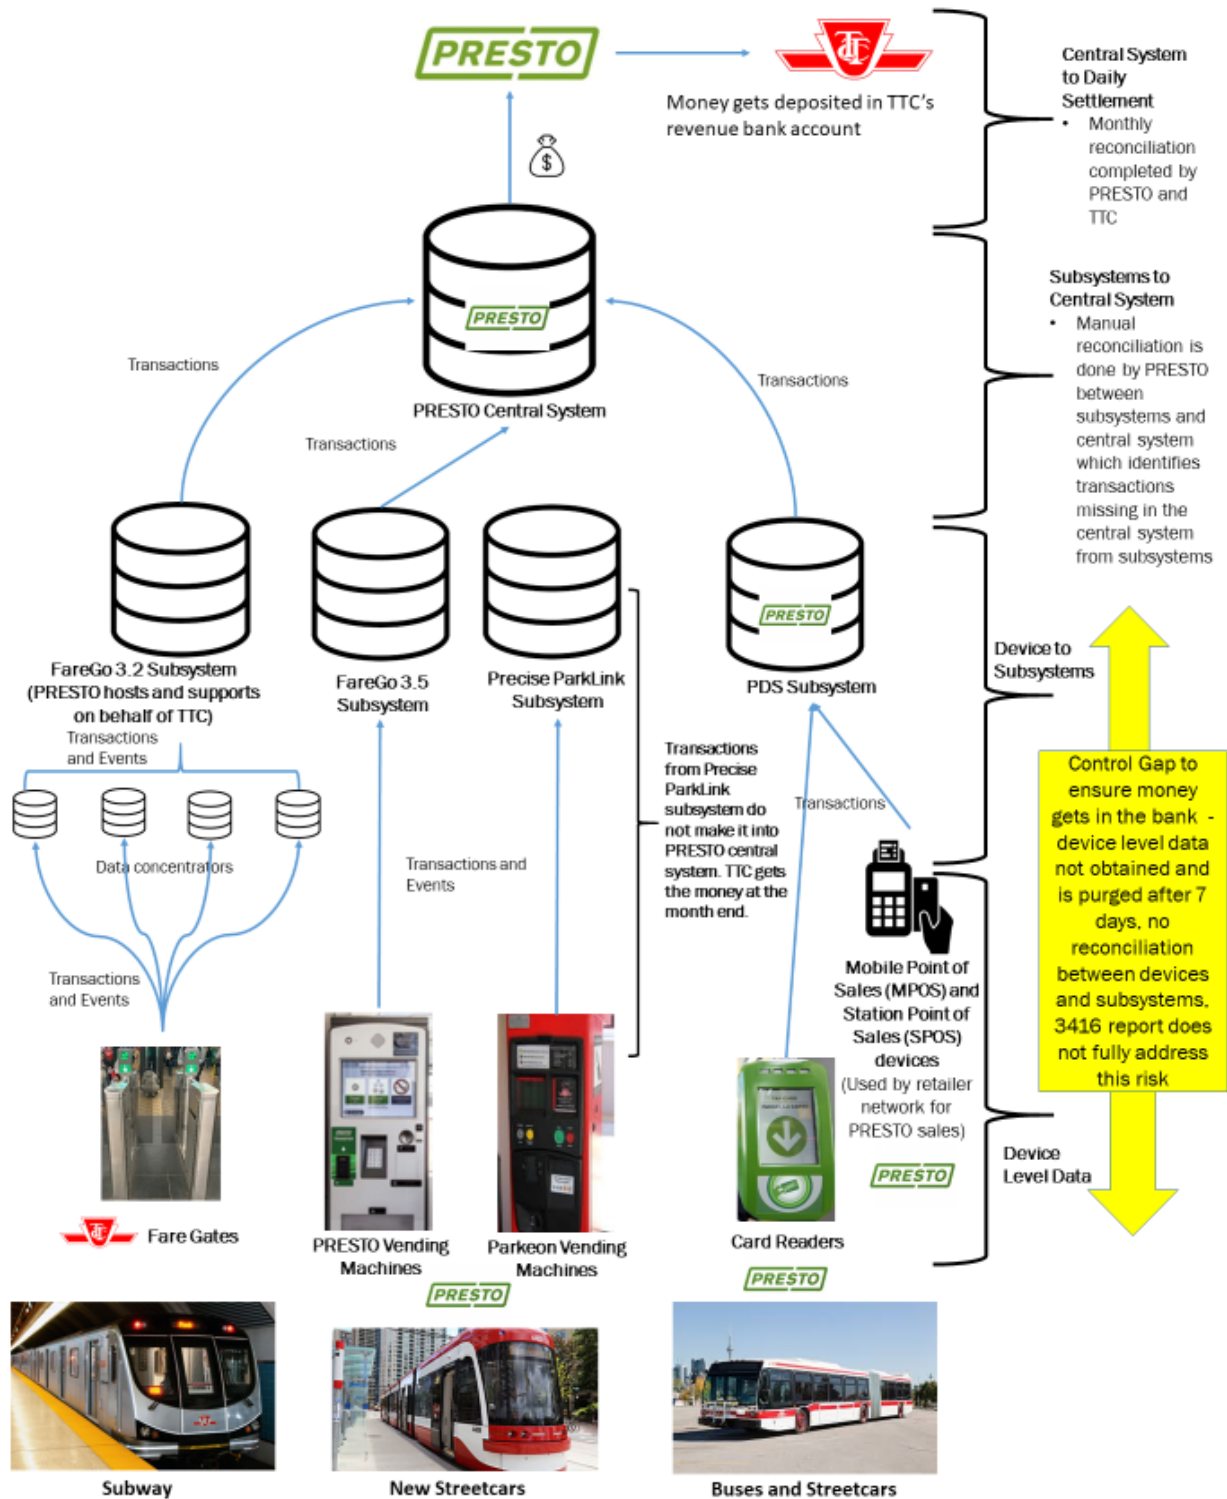 PRESTO
TTC
Money gets deposited in TTC's
revenue bank account
$
Central System
to Daily
Settlement
• Monthly
reconciliation
completed by
PRESTO and
TTC
PRESTO
PRESTO Central System
Transactions
Transactions
Transactions
Subsystems to
Central System
• Manual
reconciliation is
done by PRESTO
between
subsystems and
central system
which identifies
transactions
missing in the
central system
from subsystems
FareGo 3.2 Subsystem
(PRESTO hosts and supports
on behalf of TTC)
FareGo 3.5
Subsystem
Precise ParkLink
Subsystem
PRESTO
PDS Subsystem
Device to
Subsystems
Transactions
and Events
Data concentrators
Transactions
and Events
Transactions and
Events
Transactions
from Precise
ParkLink
subsystem do
not make it into
PRESTO central
system. TTC gets
the money at the
month end.
Transactions
Mobile Point of
Sales (MPOS) and
Station Point of
Sales (SPOS)
devices
(Used by retailer
network for
PRESTO sales)
PRESTO
Control Gap to
ensure money
gets in the bank -
device level data
not obtained and
is purged after 7
days, no
reconciliation
between devices
and subsystems,
3416 report does
not fully address
this risk
Device
Level Data
Fare Gates
PRESTO Vending
Machines
Parkeon Vending
Machines
PRESTO
Card Readers
PRESTO
Subway
New Streetcars
Buses and Streetcars